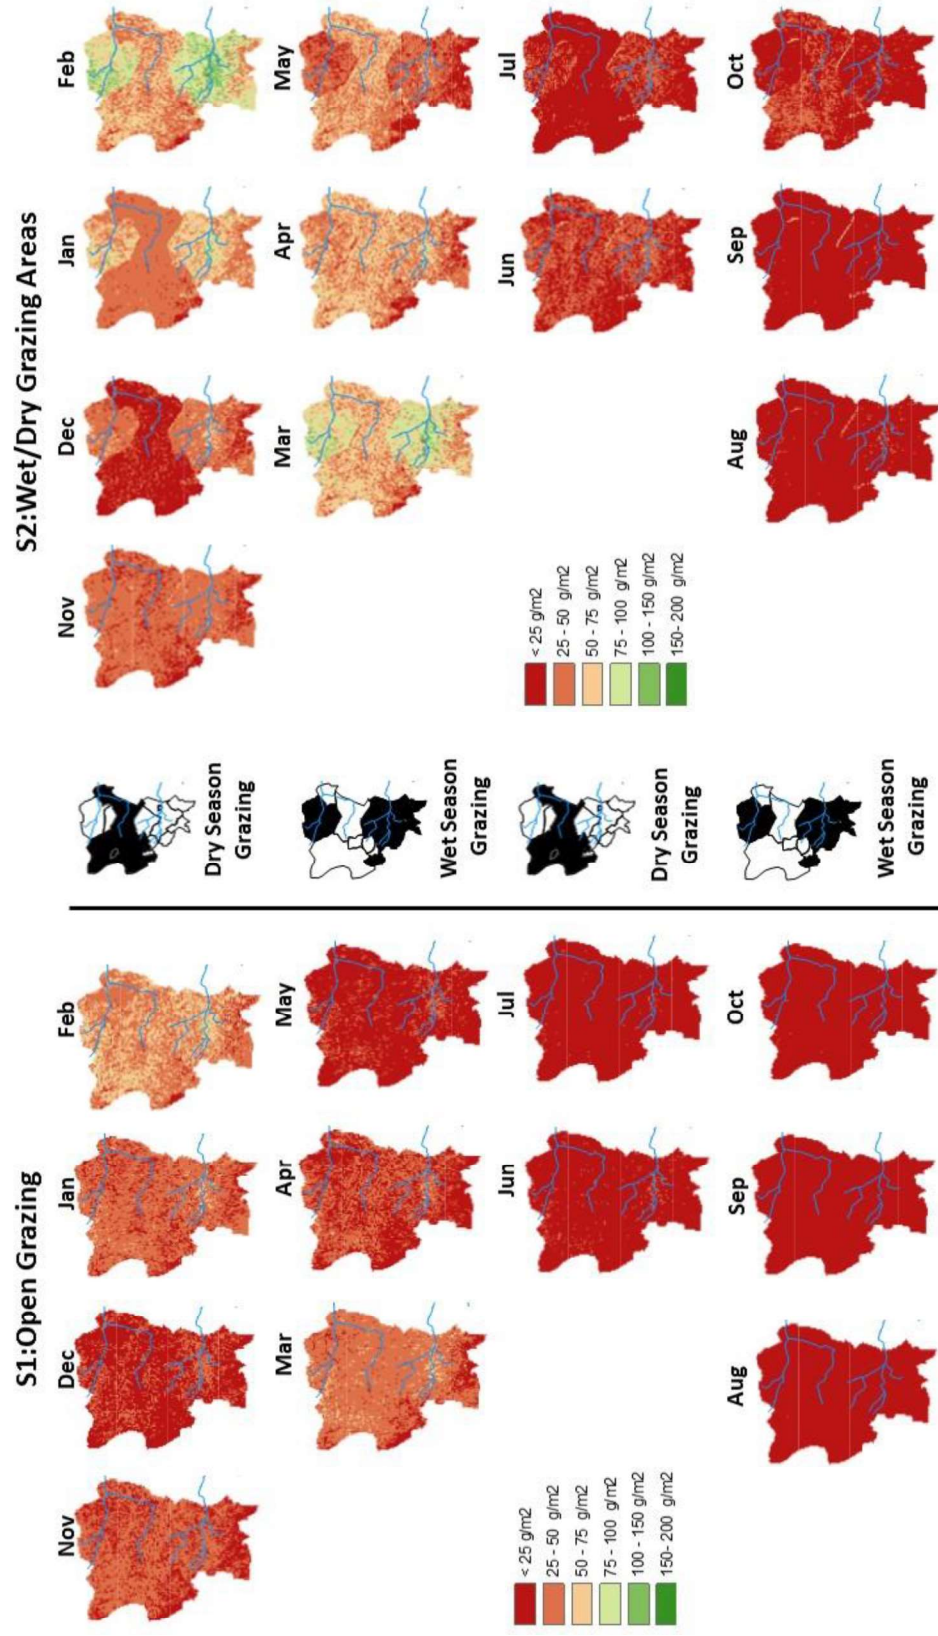 S1:Open Grazing
Nov
Dec
Jan
Feb
Mar
Apr
May
Jun
Jul
Aug
Sep
Oct
< 25 g/m2
25 - 50 g/m2
50 - 75 g/m2
75 - 100 g/m2
100 - 150 g/m2
150- 200 g/m2
Dry Season
Grazing
Wet Season
Grazing
Dry Season
Grazing
Wet Season
Grazing
S2:Wet/Dry Grazing Areas
Nov
Dec
Jan
Feb
Mar
Apr
May
Jun
Jul
Aug
Sep
Oct
< 25 g/m2
25 - 50 g/m2
50 - 75 g/m2
75 - 100 g/m2
100 - 150 g/m2
150- 200 g/m2